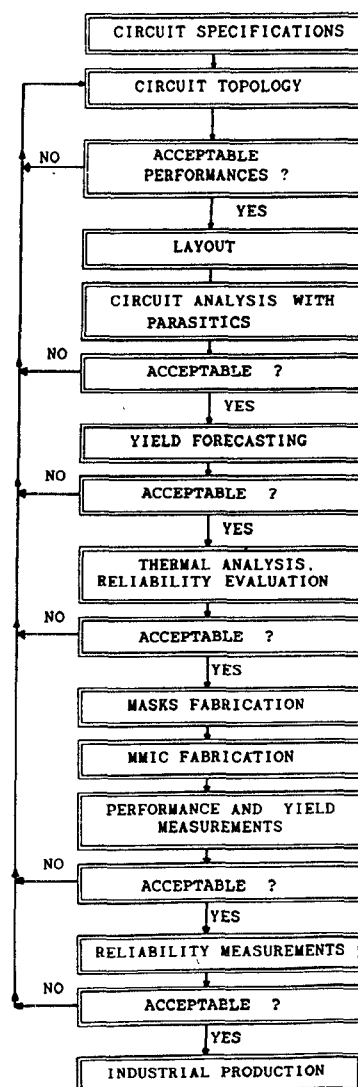 CIRCUIT SPECIFICATIONS
CIRCUIT TOPOLOGY
NO
ACCEPTABLE
PERFORMANCES ?
YES
LAYOUT
CIRCUIT ANALYSIS WITH
PARASITICS
NO
ACCEPTABLE ?
YES
YIELD FORECASTING
NO
ACCEPTABLE ?
YES
THERMAL ANALYSIS.
RELIABILITY EVALUATION
NO
ACCEPTABLE ?
YES
MASKS FABRICATION
MMIC FABRICATION
PERFORMANCE AND YIELD
MEASUREMENTS
NO
ACCEPTABLE ?
YES
RELIABILITY MEASUREMENTS
NO
ACCEPTABLE ?
YES
INDUSTRIAL PRODUCTION